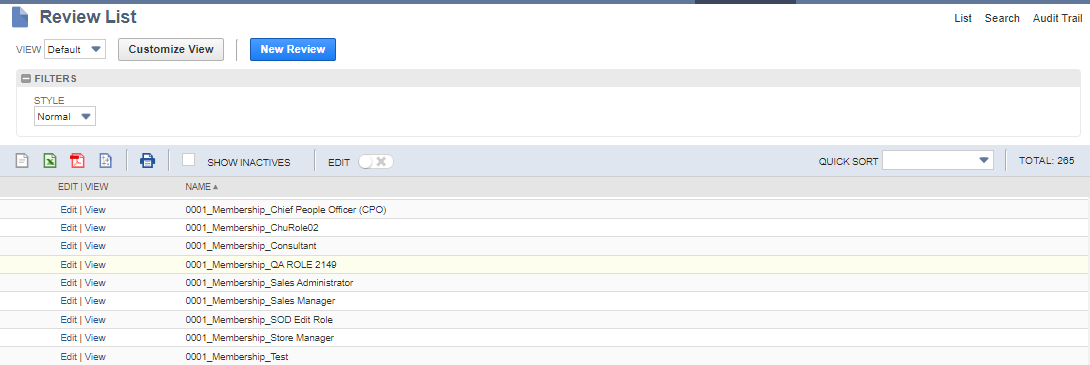 Review List
List Search Audit Trail
VIEW Default Customize View New Review
FILTERS
STYLE
Normal
SHOW INACTIVES EDIT QUICK SORT TOTAL: 265
EDIT | VIEW NAME
Edit | View 0001_Membership_Chief People Officer (CPO)
Edit | View 0001_Membership_ChuRole02
Edit | View 0001_Membership_Consultant
Edit | View 0001_Membership_QA ROLE 2149
Edit | View 0001_Membership_Sales Administrator
Edit | View 0001_Membership_Sales Manager
Edit | View 0001_Membership_SOD Edit Role
Edit | View 0001_Membership_Store Manager
Edit | View 0001_Membership_Test